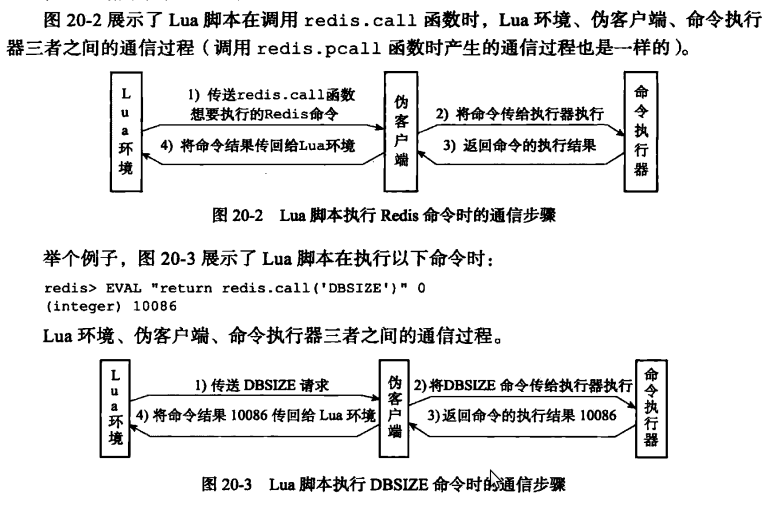 图 20-2 展示了 Lua 脚本在调用 redis.call 函数时，Lua 环境、伪客户端、命令执行
器三者之间的通信过程（调用 redis.pcall 函数时产生的通信过程也是一样的）。
Lua环境
1) 传送redis.call函数
想要执行的Redis命令
4) 将命令结果传回给Lua环境
伪客户端
2) 将命令传给执行器执行
3) 返回命令的执行结果
命令执行器
图 20-2 Lua 脚本执行 Redis 命令时的通信步骤
举个例子，图 20-3 展示了 Lua 脚本在执行以下命令时：
redis> EVAL "return redis.call('DBSIZE')" 0
(integer) 10086
Lua 环境、伪客户端、命令执行器三者之间的通信过程。
Lua环境
1) 传送 DBSIZE 请求
4) 将命令结果 10086 传回给 Lua 环境
伪客户端
2)将DBSIZE 命令传给执行器执行
3)返回命令的执行结果 10086
命令执行器
图 20-3 Lua 脚本执行 DBSIZE 命令时的通信步骤